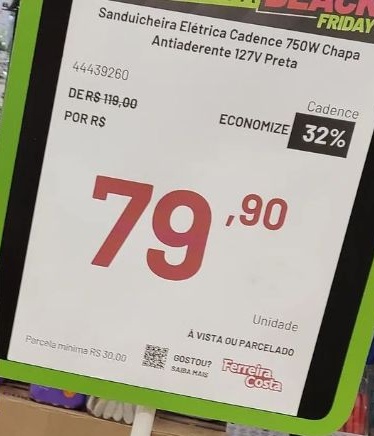 BLACK
FRIDAY
Sanduicheira Elétrica Cadence 750W Chapa
Antiaderente 127V Preta
44439260
DE R$ 119,00
POR R$
Cadence
ECONOMIZE 32%
79,90
Unidade
À VISTA OU PARCELADO
Parcela mínima R$ 30,00
GOSTOU?
SAIBA MAIS
Ferreira
Costa